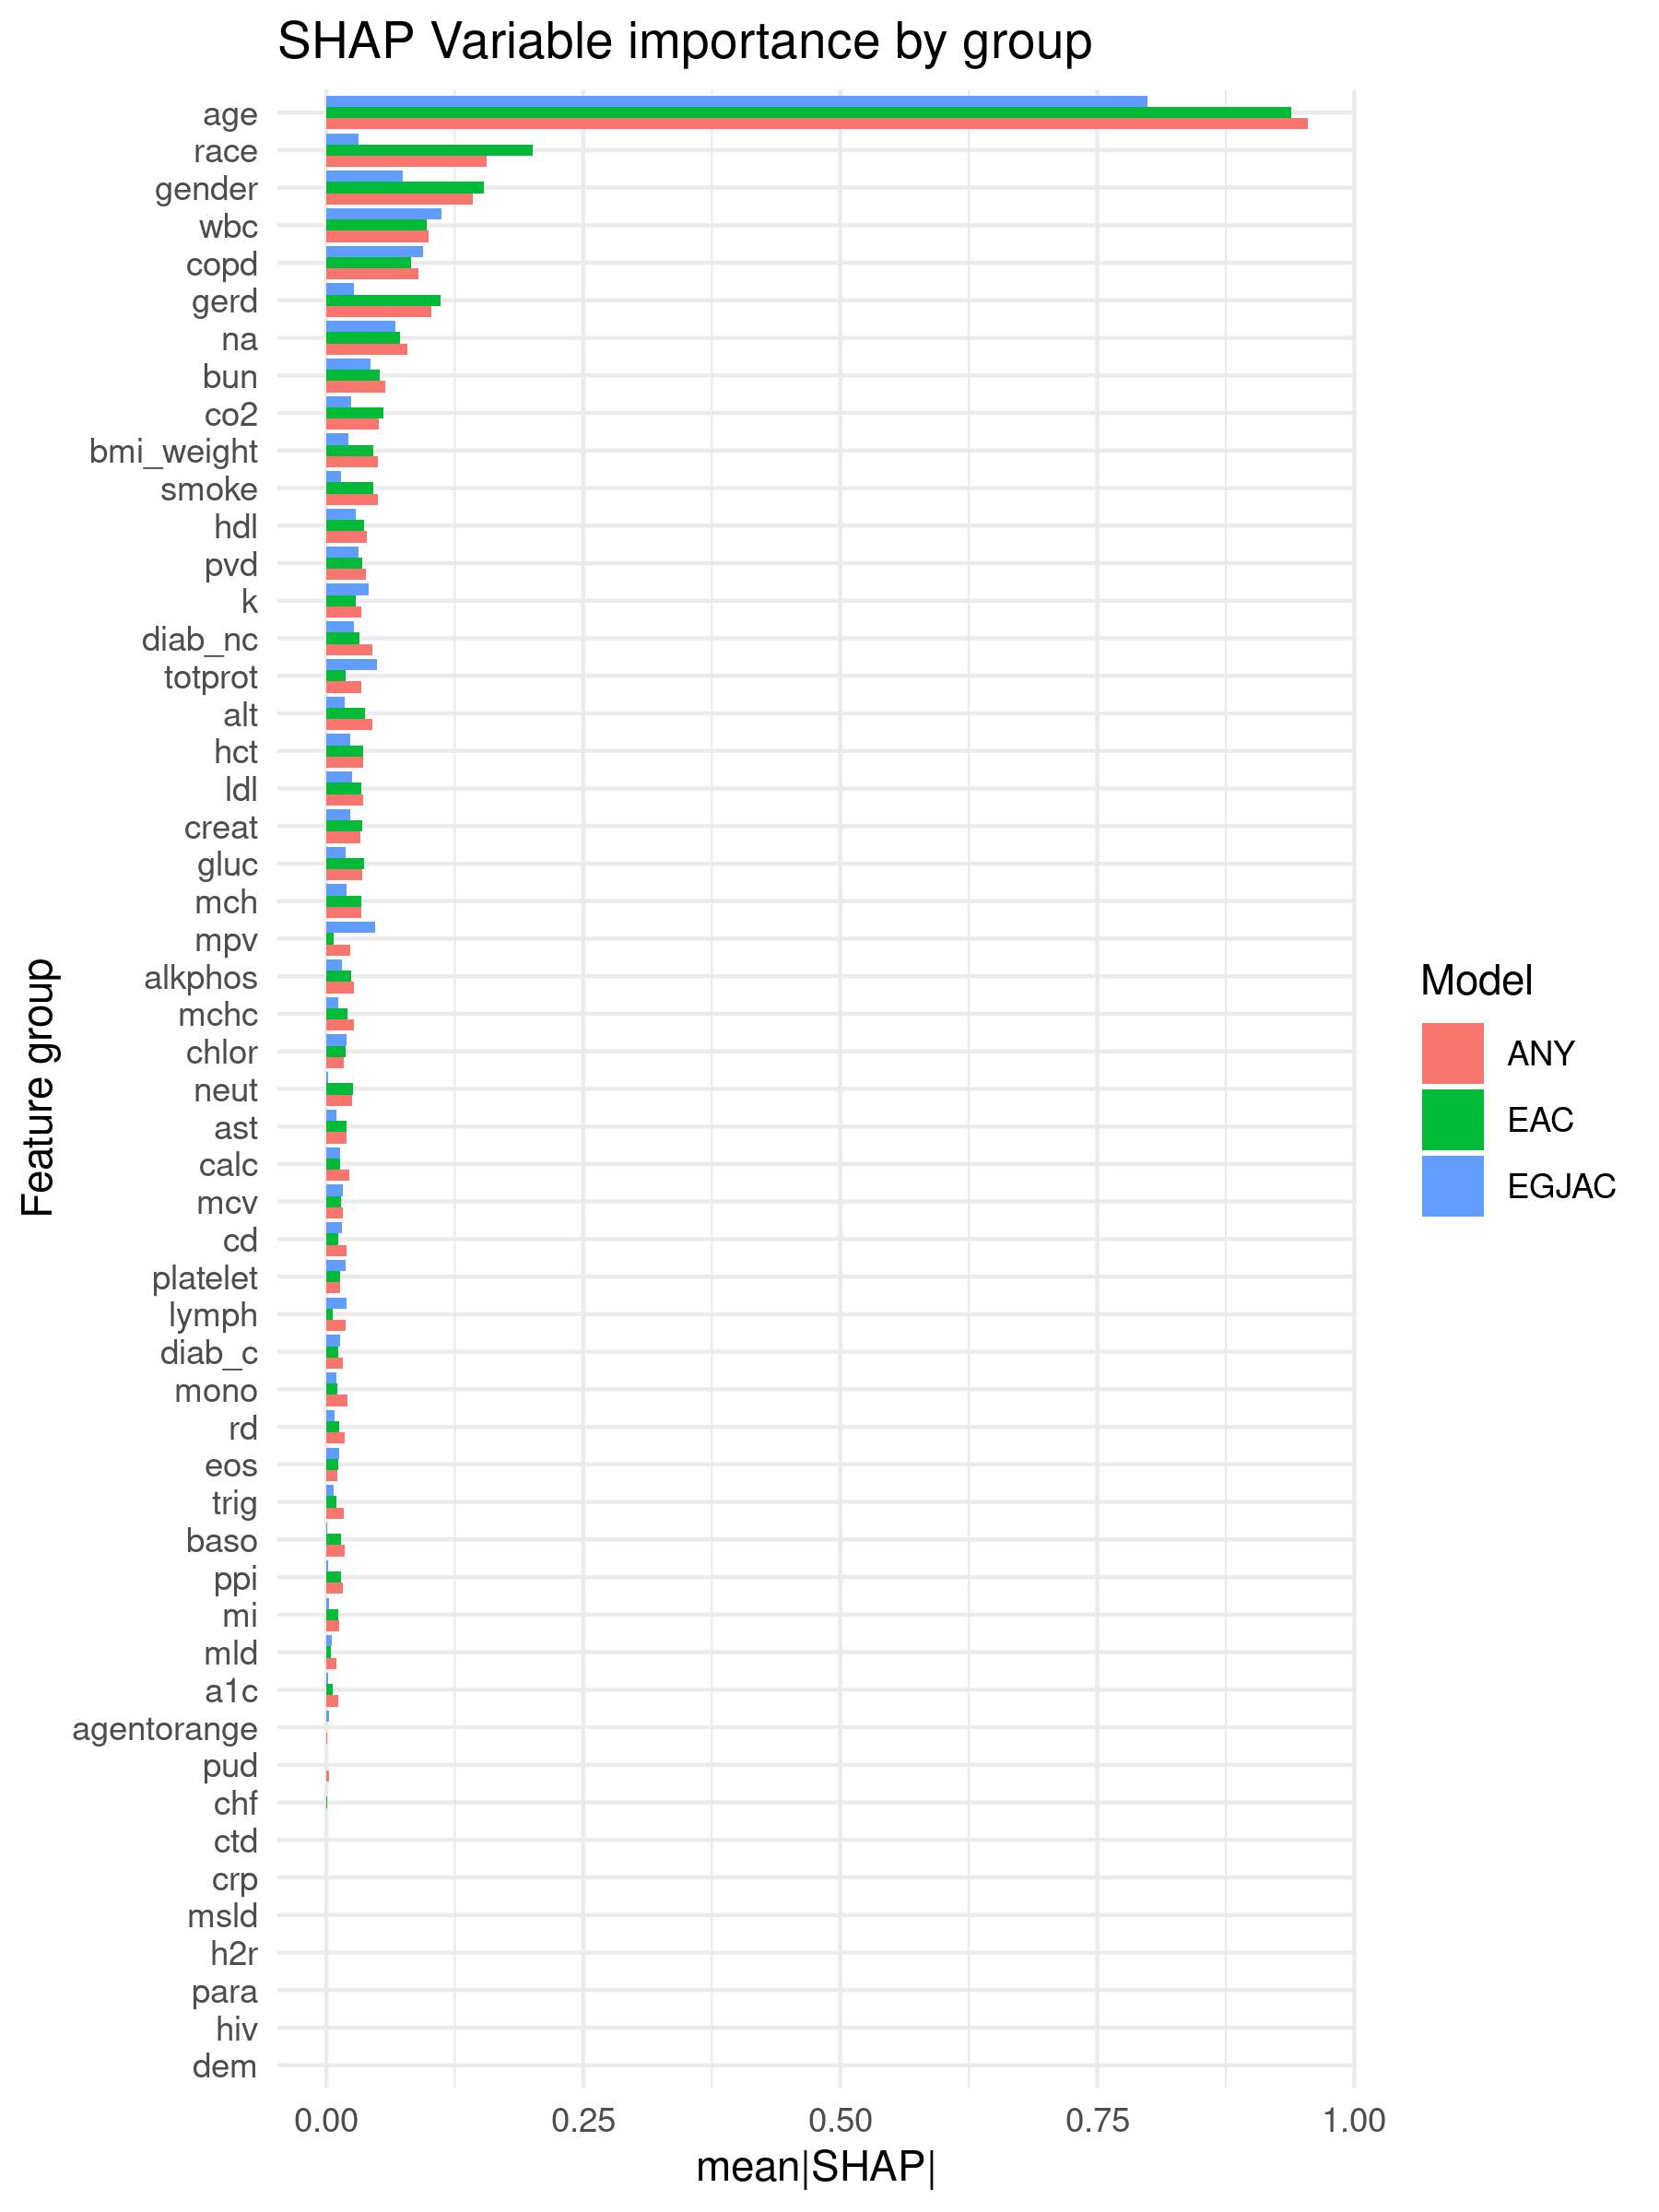 SHAP Variable importance by group
age
race
gender
wbc
copd
gerd
na
bun
co2
bmi_weight
smoke
hdl
pvd
k
diab_nc
totprot
alt
hct
ldl
creat
gluc
mch
mpv
alkphos
mchc
chlor
neut
ast
calc
mcv
cd
platelet
lymph
diab_c
mono
rd
eos
trig
baso
ppi
mi
mld
a1c
agentorange
pud
chf
ctd
crp
msld
h2r
para
hiv
dem
Feature group
0.00 0.25 0.50 0.75 1.00
mean|SHAP|
Model
ANY
EAC
EGJAC